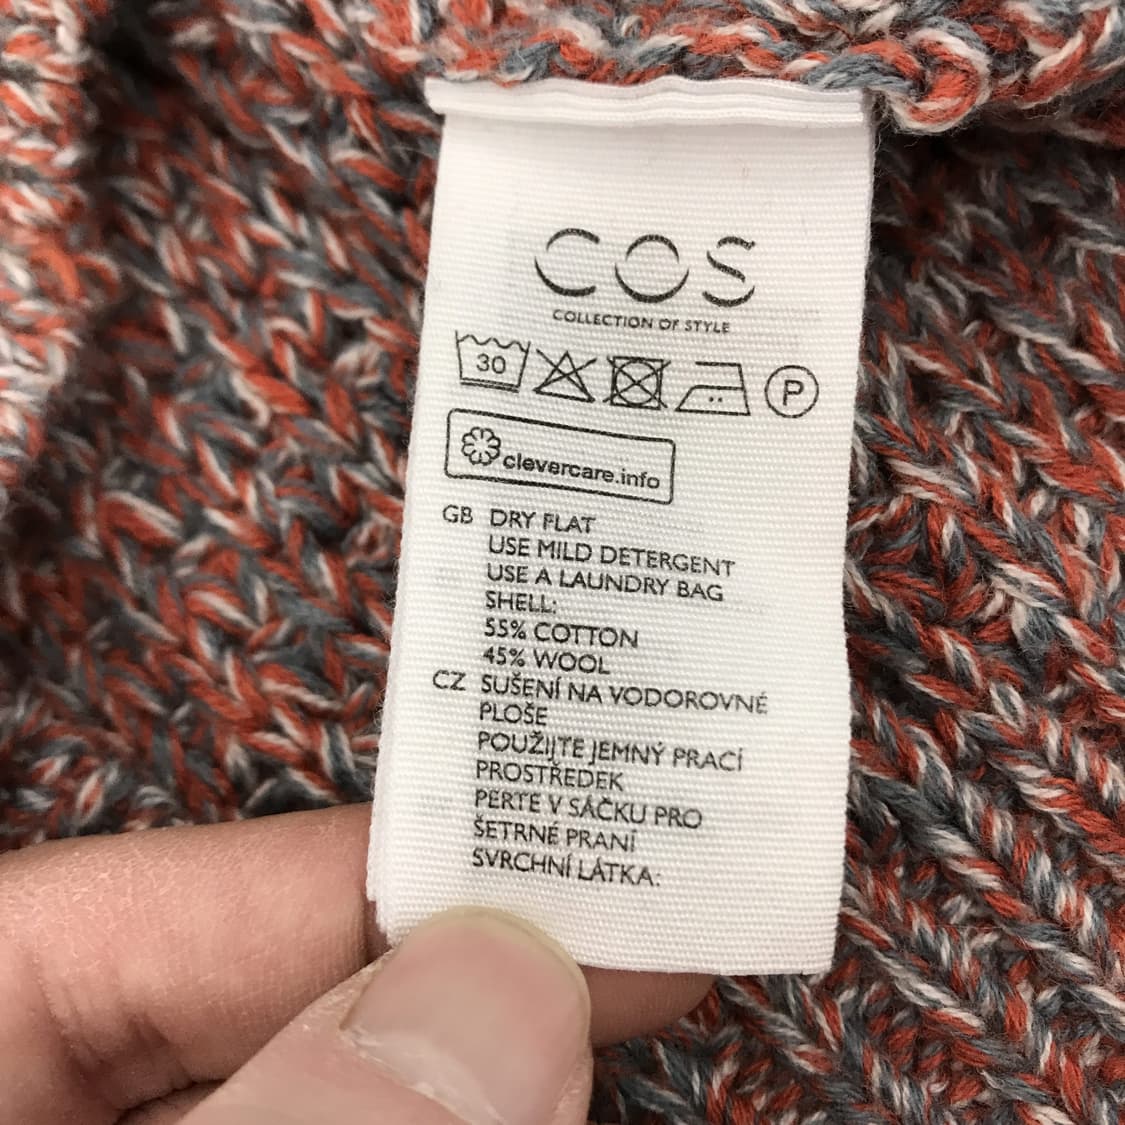 COS
COLLECTION OF STYLE
30 P
clevercare.info
GB DRY FLAT
USE MILD DETERGENT
USE A LAUNDRY BAG
SHELL:
55% COTTON
45% WOOL
CZ SUŠENÍ NA VODOROVNÉ
PLOŠE
POUŽIJTE JEMNÝ PRACÍ
PROSTŘEDEK
PERTE V SÁČKU PRO
ŠETRNÉ PRANÍ
SVRCHNÍ LÁTKA: